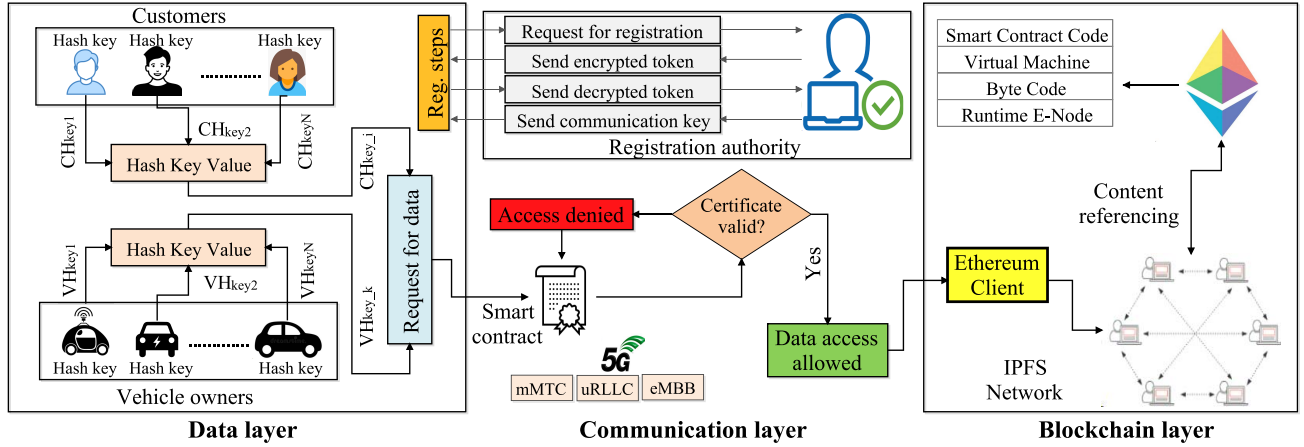 Customers
Hash key Hash key Hash key
CHkey1
CHkey2
CHkeyN
Hash Key Value
CHkey_i
Hash Key Value
VHkey1
VHkey2
VHkeyN
VHkey_k
Hash key Hash key Hash key
Vehicle owners
Data layer
Request for data
Reg. steps
Request for registration
Send encrypted token
Send decrypted token
Send communication key
Registration authority
Access denied
Certificate
valid?
Yes
Smart
contract
5G
mMTC uRLLC eMBB
Data access
allowed
Communication layer
Smart Contract Code
Virtual Machine
Byte Code
Runtime E-Node
Content
referencing
Ethereum
Client
IPFS
Network
Blockchain layer